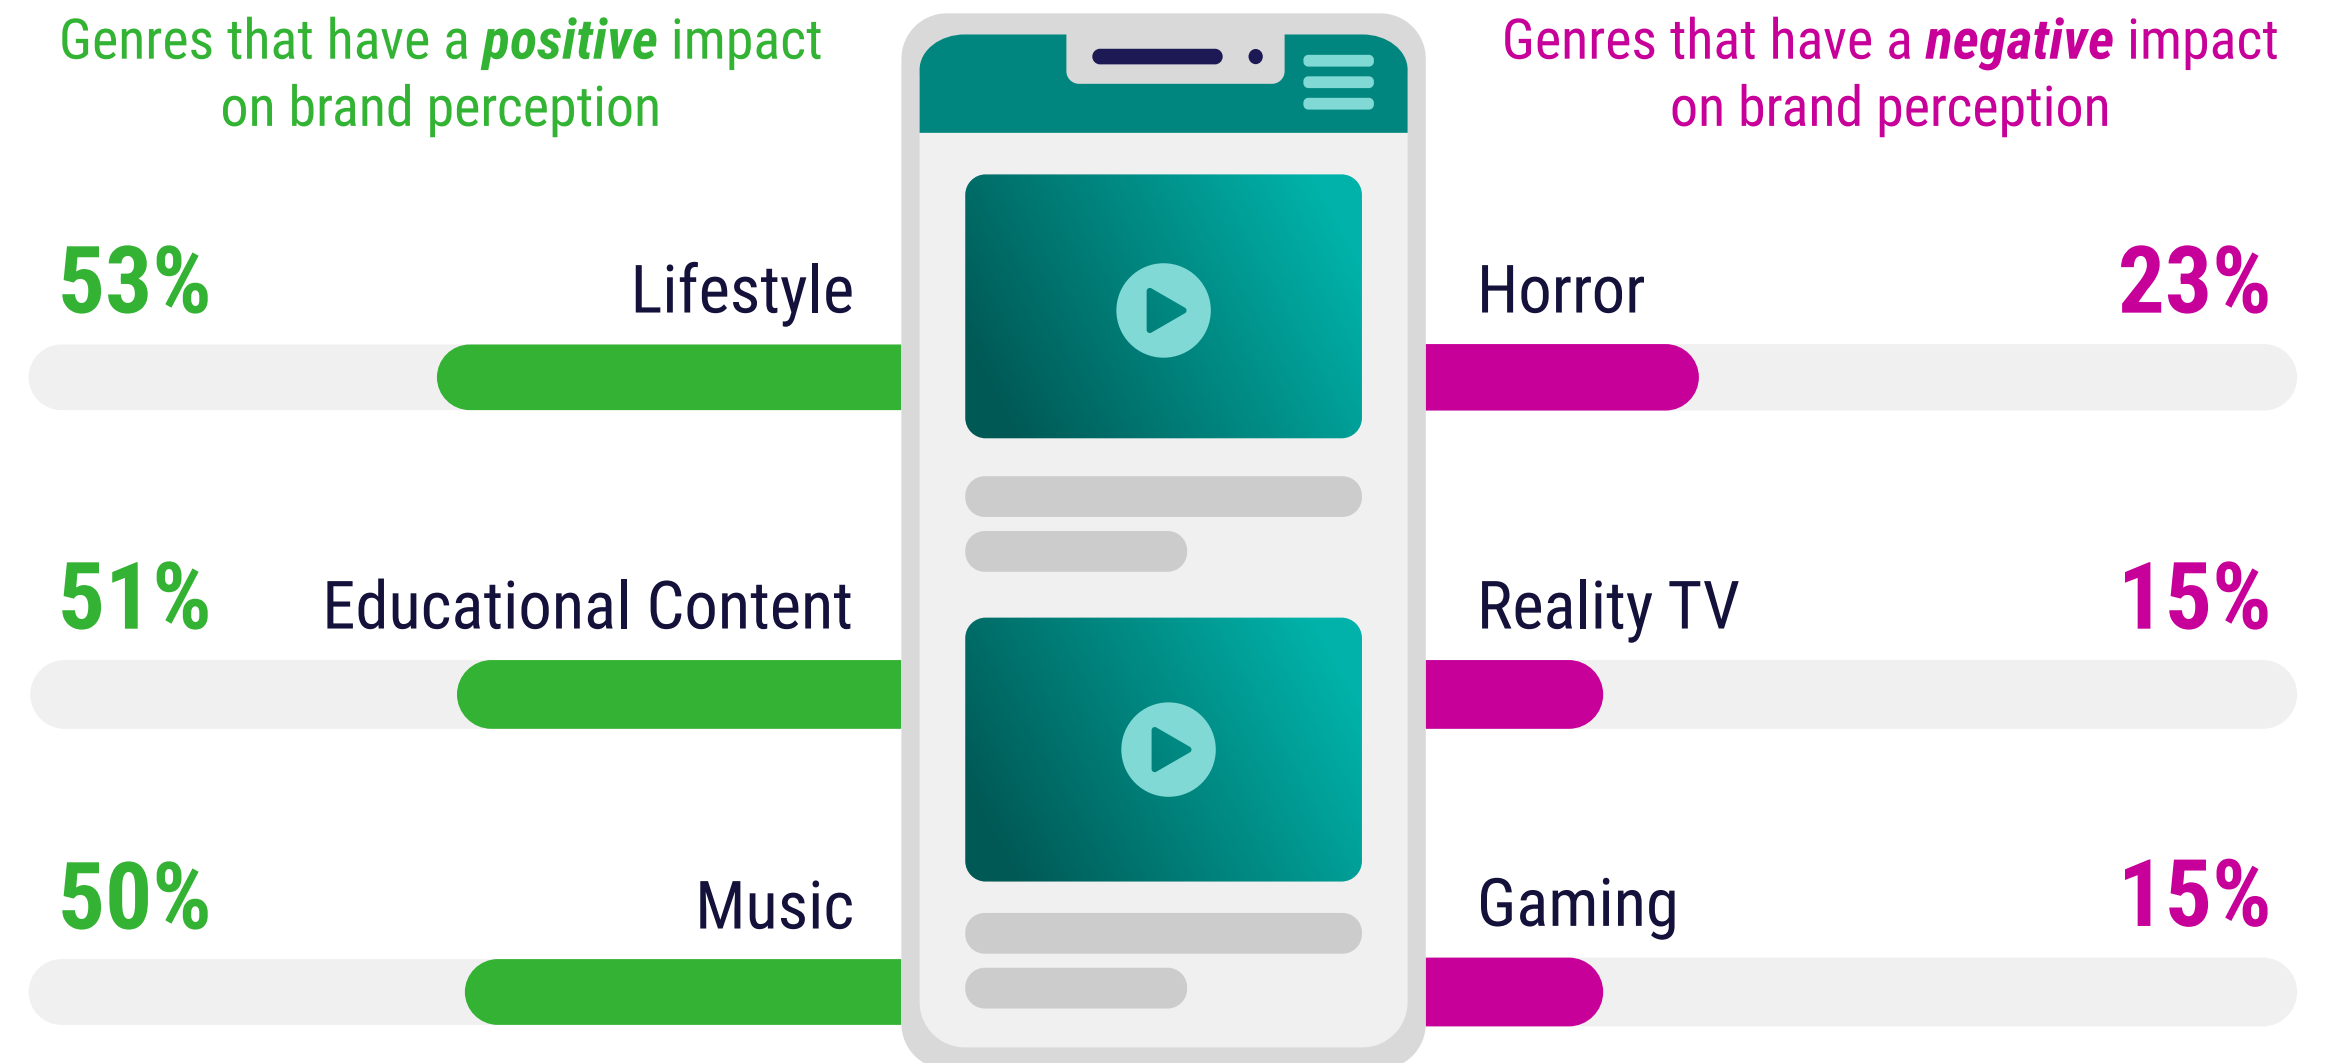 Genres that have a positive impact
on brand perception
53% Lifestyle
51% Educational Content
50% Music
Genres that have a negative impact
on brand perception
Horror 23%
Reality TV 15%
Gaming 15%